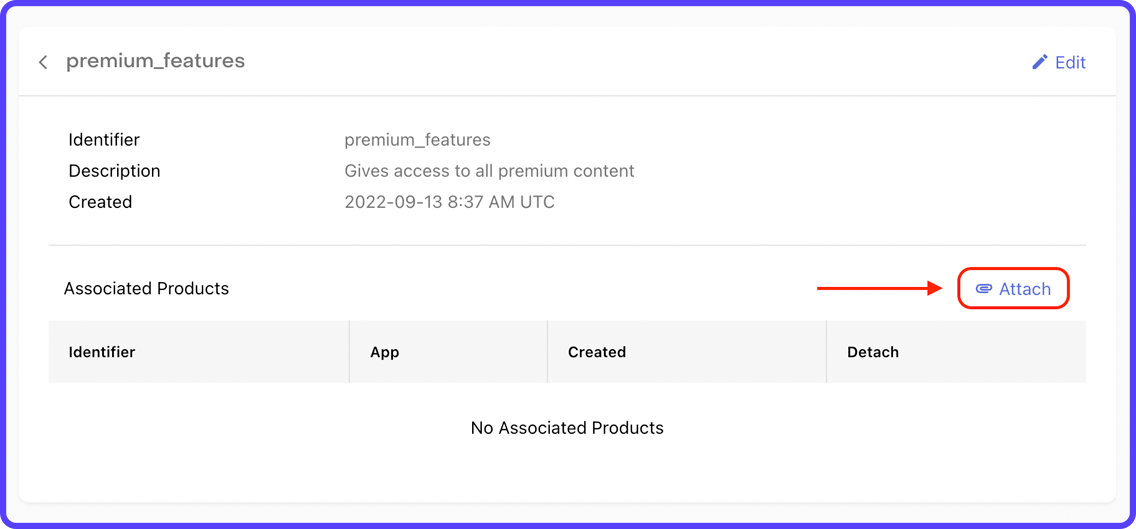 premium_features
Edit
Identifier premium_features
Description Gives access to all premium content
Created 2022-09-13 8:37 AM UTC
Associated Products Attach
Identifier App Created Detach
No Associated Products